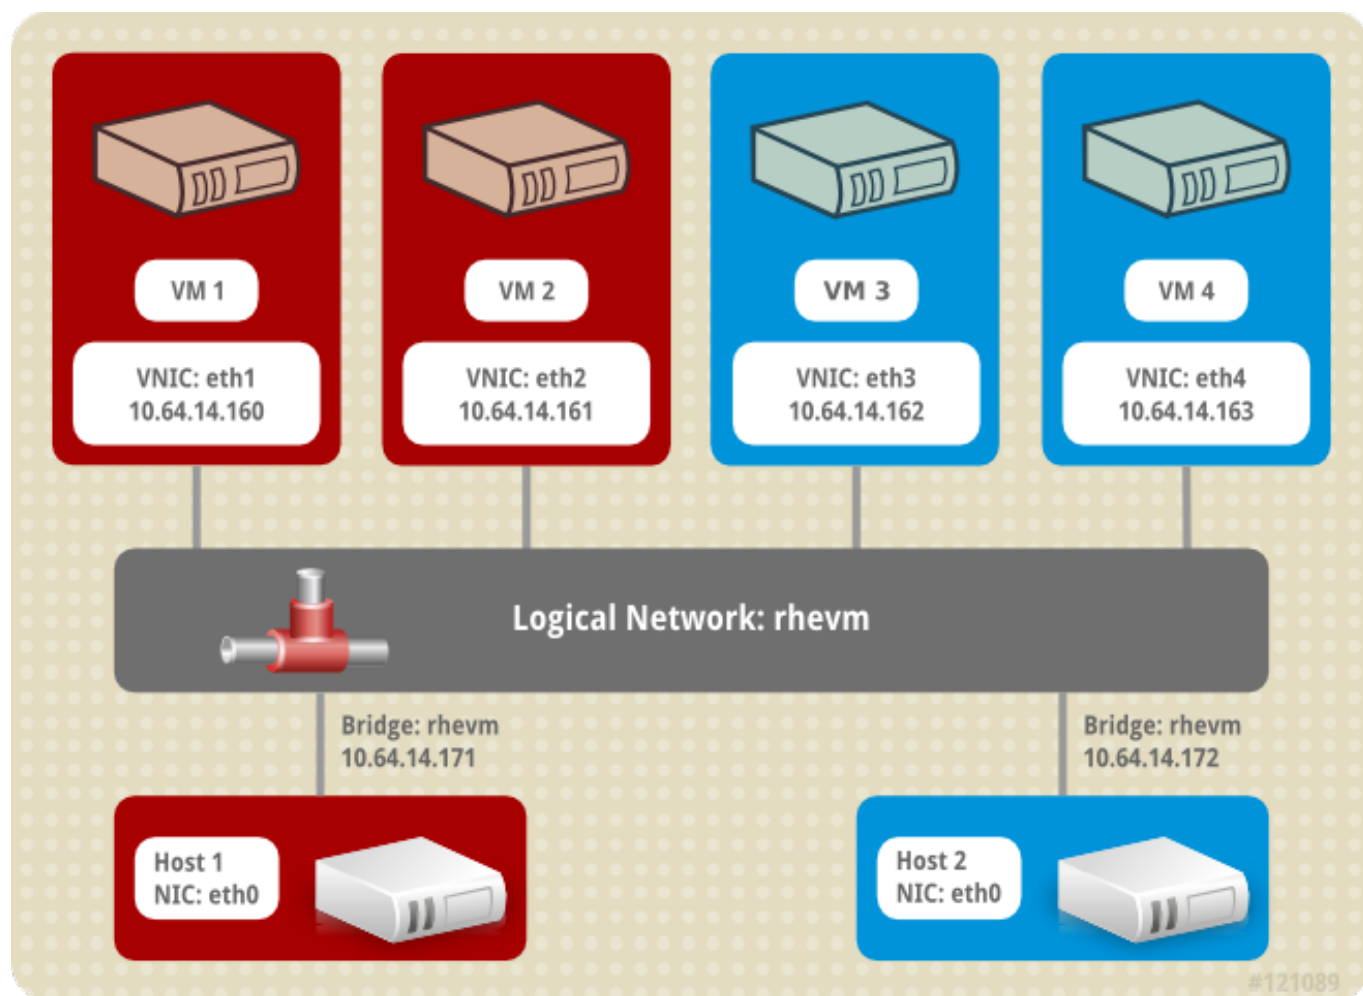 VM 1
VM 2
VM 3
VM 4
VNIC: eth1
10.64.14.160
VNIC: eth2
10.64.14.161
VNIC: eth3
10.64.14.162
VNIC: eth4
10.64.14.163
Logical Network: rhevm
Bridge: rhevm
10.64.14.171
Bridge: rhevm
10.64.14.172
Host 1
NIC: eth0
Host 2
NIC: eth0
#121089